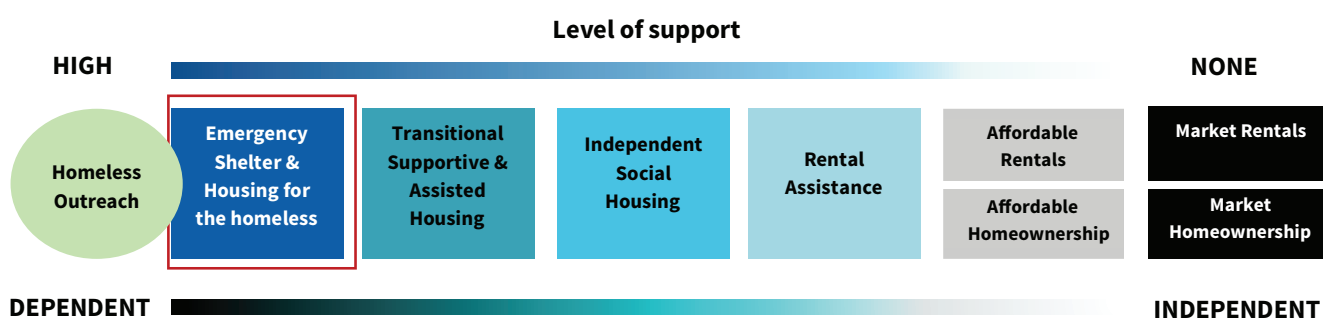 Level of support
HIGH
NONE
Homeless
Outreach
Emergency
Shelter &
Housing for
the homeless
Transitional
Supportive &
Assisted
Housing
Independent
Social
Housing
Rental
Assistance
Affordable
Rentals
Affordable
Homeownership
Market Rentals
Market
Homeownership
DEPENDENT
INDEPENDENT